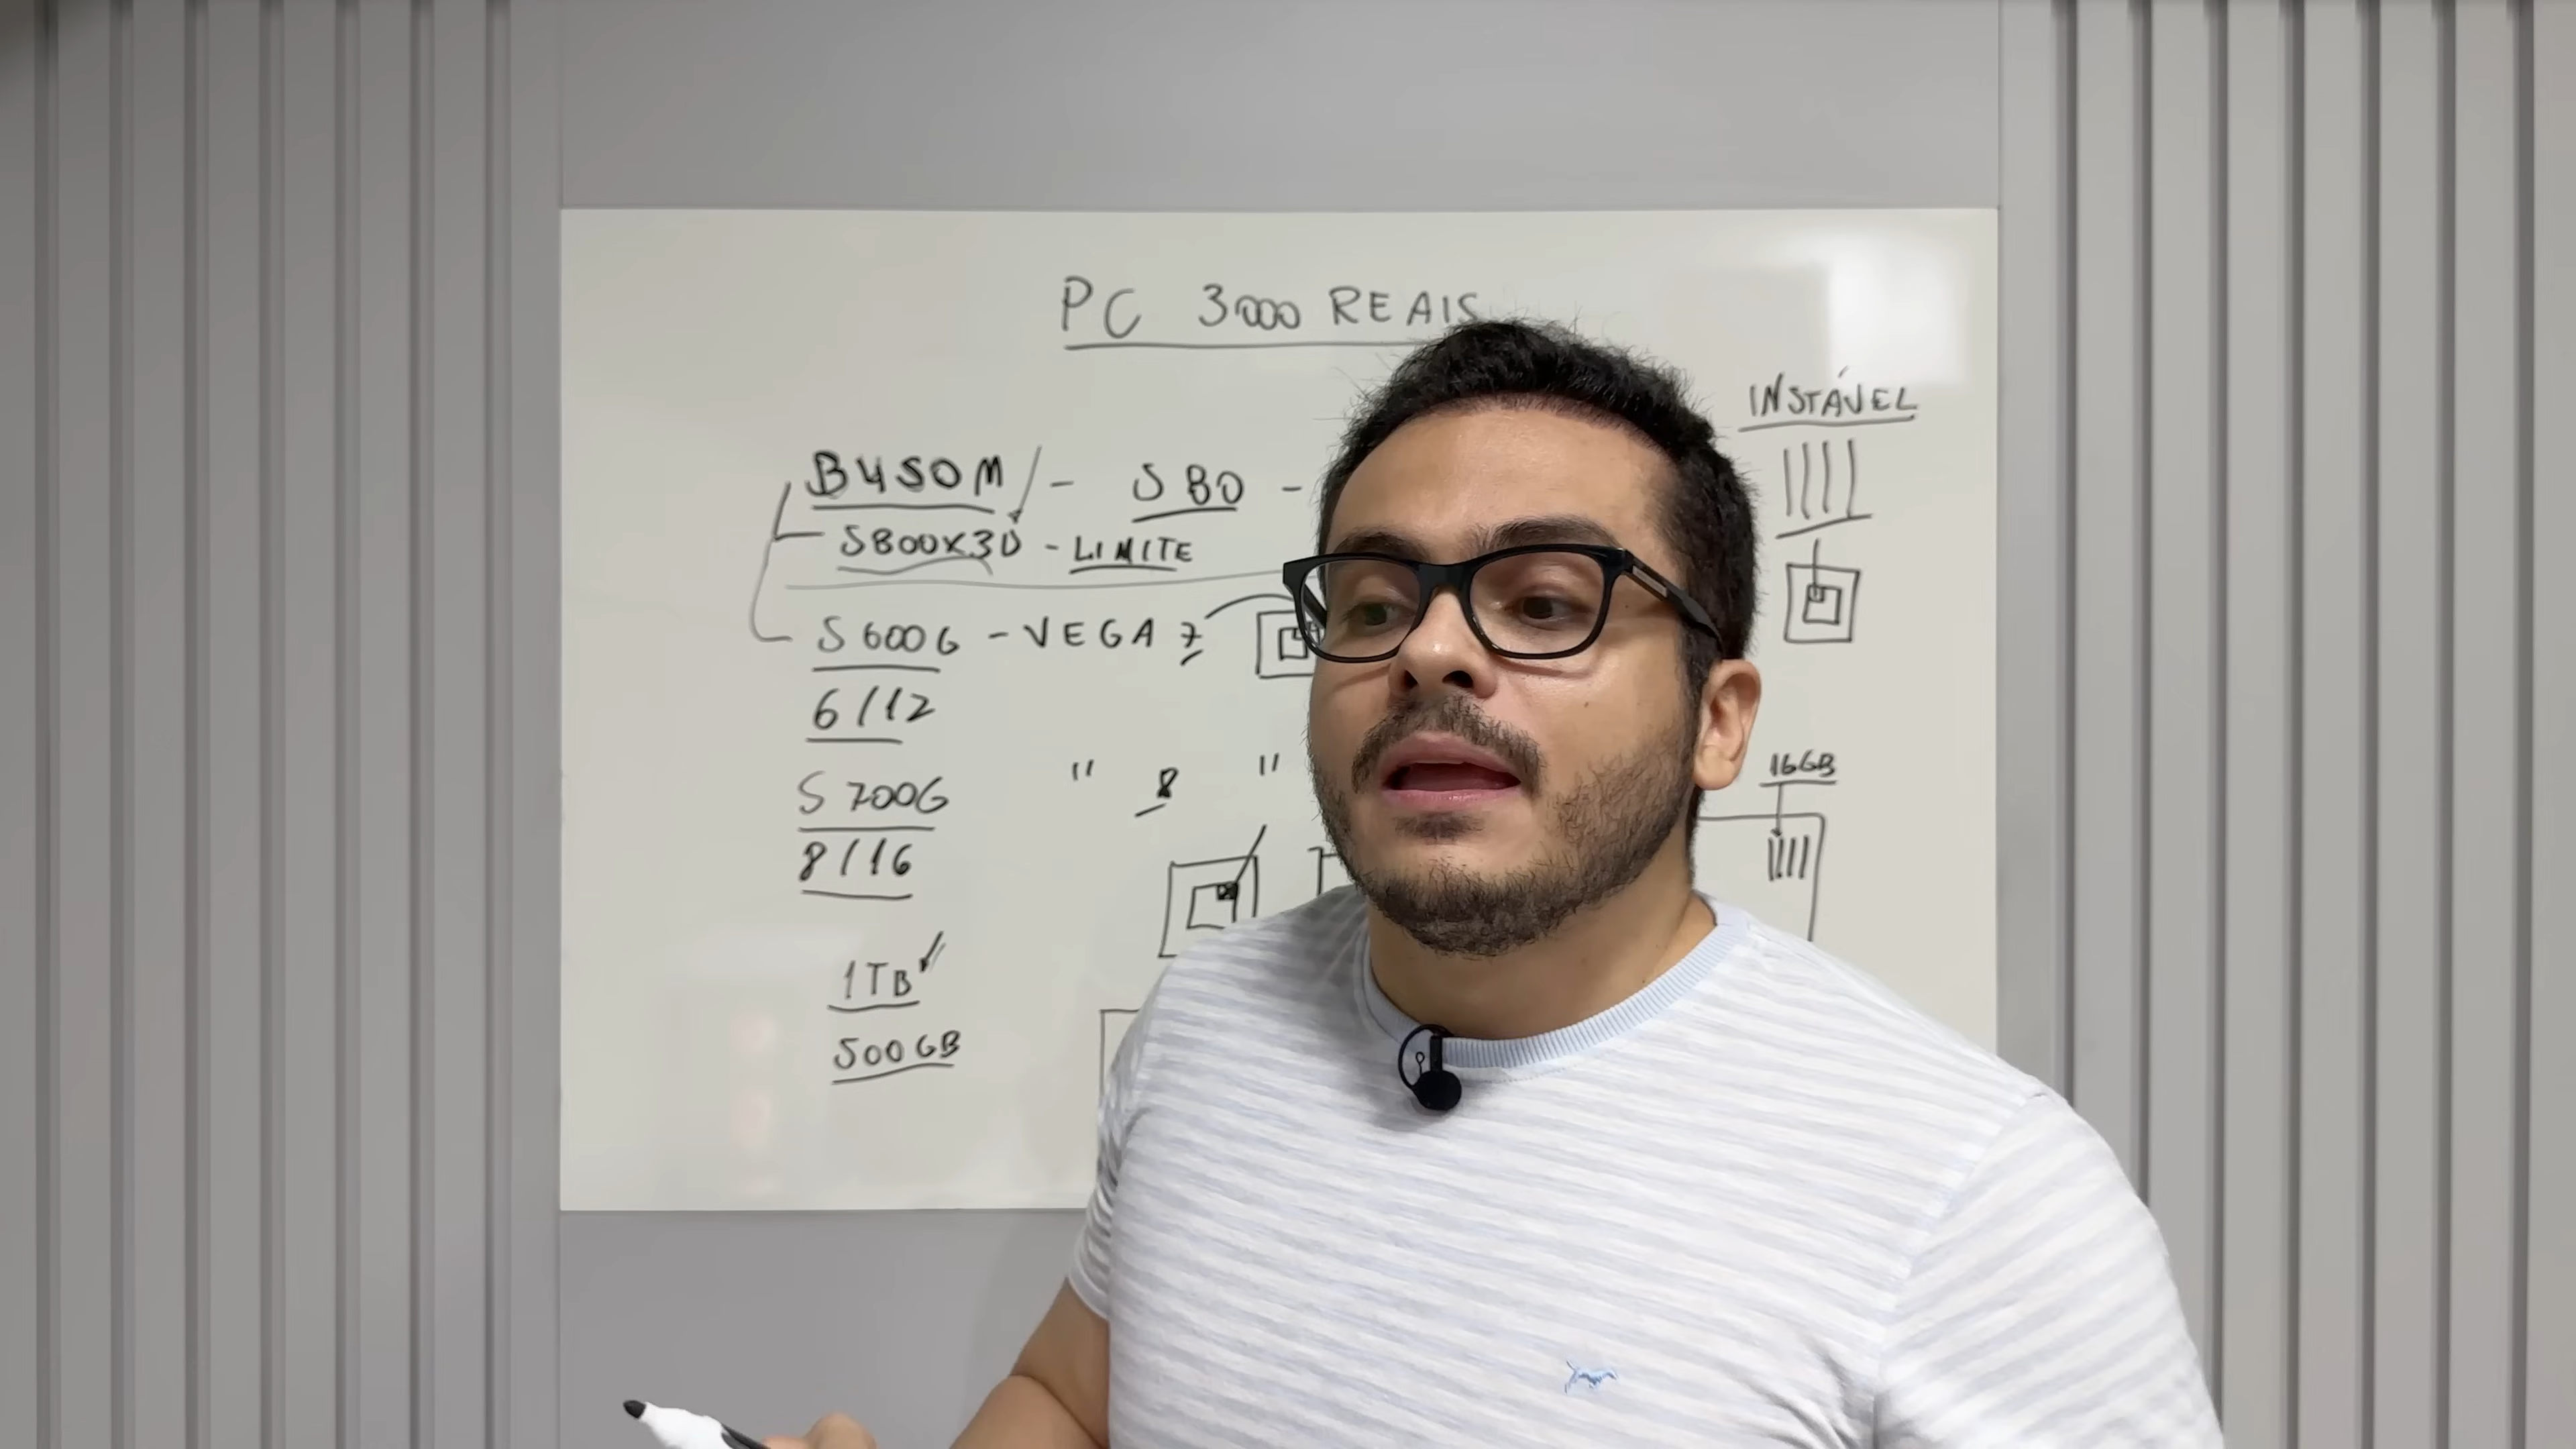 PC 3000 REAIS
INSTÁVEL
B450M - 580 -
5800X3D - LIMITE
5600G - VEGA 7
6/12
5700G " 8 "
16GB
8/16
1TB
500GB